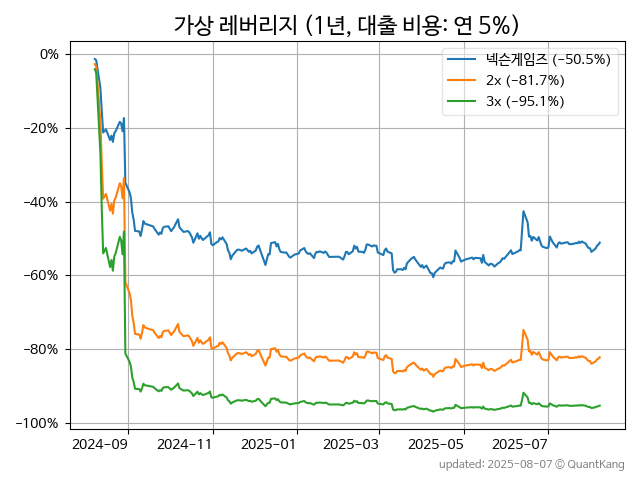 가상 레버리지 (1년, 대출 비용: 연 5%)
넥슨게임즈 (−50.5%)
2x (−81.7%)
3x (−95.1%)
0%
−20%
−40%
−60%
−80%
−100%
2024-09
2024-11
2025-01
2025-03
2025-05
2025-07
updated: 2025-08-07 © QuantKang